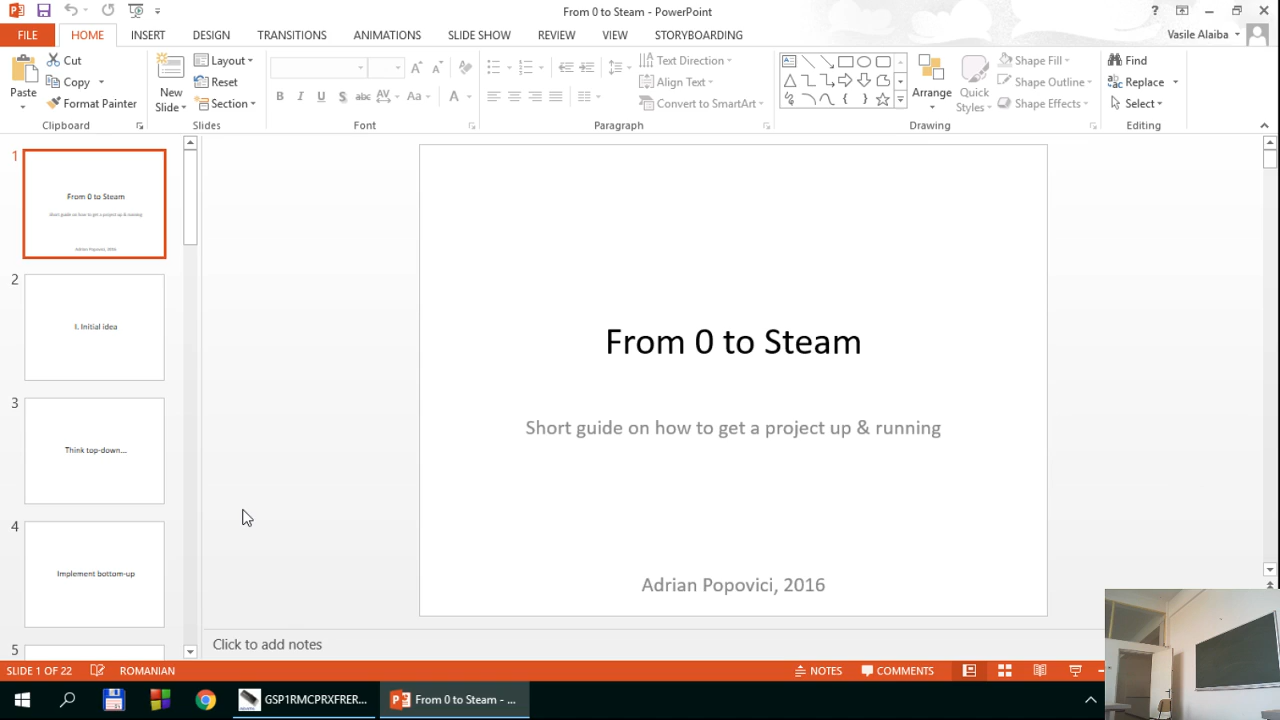 From 0 to Steam - PowerPoint
?
FILE HOME INSERT DESIGN TRANSITIONS ANIMATIONS SLIDE SHOW REVIEW VIEW STORYBOARDING
Vasile Alaiba
Paste
Cut
Copy
Format Painter
Clipboard
New
Slide
Layout
Reset
Section
Slides
B I U S abc AV Aa A
Font
Text Direction
Align Text
Convert to SmartArt
Paragraph
Arrange
Quick
Styles
Shape Fill
Shape Outline
Shape Effects
Drawing
Find
Replace
Select
Editing
1
From 0 to Steam
Short guide on how to get a project up & running
Adrian Popovici, 2016
2
I. Initial idea
3
Think top-down...
4
Implement bottom-up
5
From 0 to Steam
Short guide on how to get a project up & running
Adrian Popovici, 2016
Click to add notes
SLIDE 1 OF 22 ROMANIAN NOTES COMMENTS
GSP1RMCPRXFRER... From 0 to Steam - ...